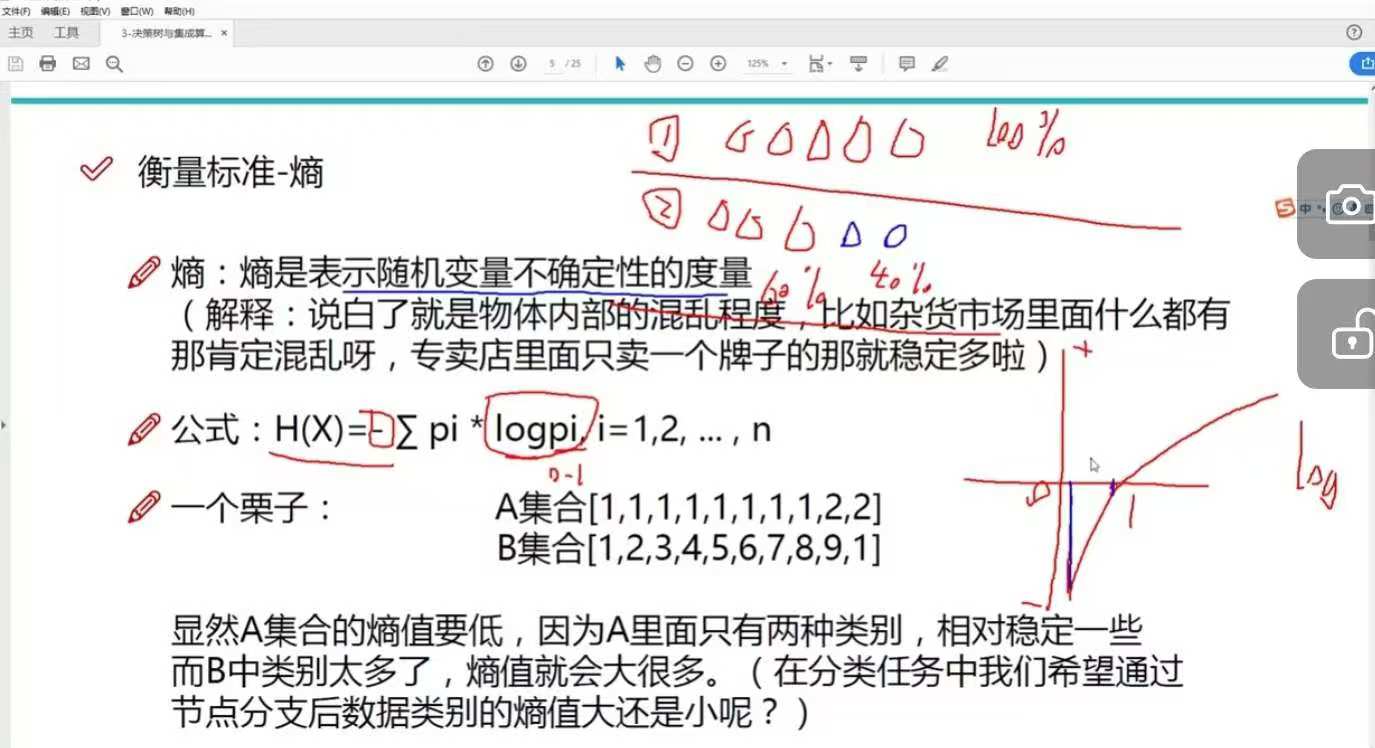 文件(F) 编辑(E) 视图(V) 窗口(W) 帮助(H)
主页 工具 3-决策树与集成算... ×
5 / 25 125%
① 100%
② 
60% 40%
衡量标准-熵
熵：熵是表示随机变量不确定性的度量
（解释：说白了就是物体内部的混乱程度，比如杂货市场里面什么都有
那肯定混乱呀，专卖店里面只卖一个牌子的那就稳定多啦）
+
公式：H(X)=-∑ pi * logpi, i=1,2, ... , n
0-1
0 1 log
一个栗子：
A集合[1,1,1,1,1,1,1,1,2,2]
B集合[1,2,3,4,5,6,7,8,9,1]
-
显然A集合的熵值要低，因为A里面只有两种类别，相对稳定一些
而B中类别太多了，熵值就会大很多。（在分类任务中我们希望通过
节点分支后数据类别的熵值大还是小呢？）
中